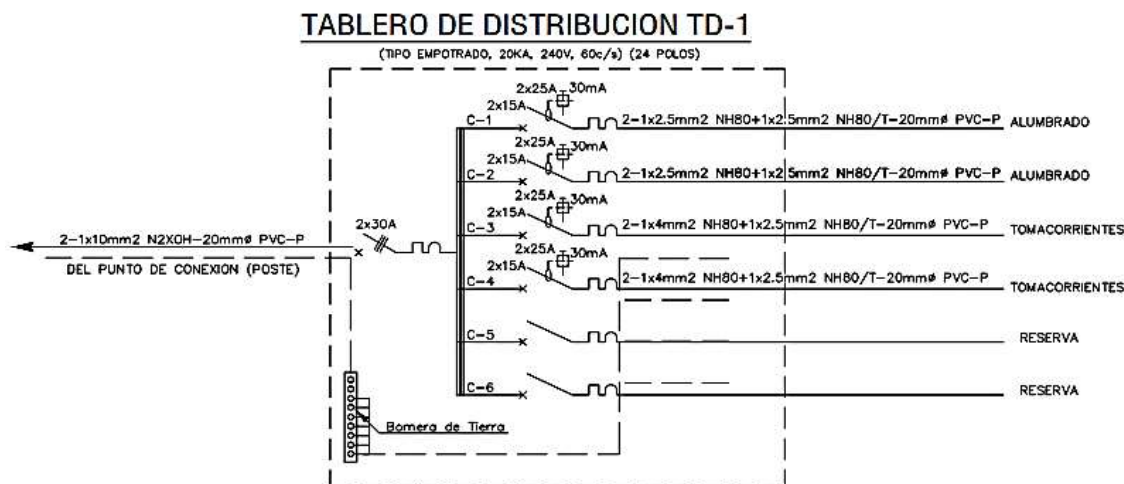 TABLERO DE DISTRIBUCION TD-1
(TIPO EMPOTRADO, 20KA, 240V, 60c/s) (24 POLOS)
2x25A 30mA
2x15A
C-1 2-1x2.5mm2 NH80+1x2.5mm2 NH80/T-20mmø PVC-P ALUMBRADO
2x25A 30mA
2x15A
C-2 2-1x2.5mm2 NH80+1x2.5mm2 NH80/T-20mmø PVC-P ALUMBRADO
2x25A 30mA
2x15A
C-3 2-1x4mm2 NH80+1x2.5mm2 NH80/T-20mmø PVC-P TOMACORRIENTES
2x30A
2-1x10mm2 N2XOH-20mmø PVC-P
DEL PUNTO DE CONEXION (POSTE)
2x25A 30mA
2x15A
C-4 2-1x4mm2 NH80+1x2.5mm2 NH80/T-20mmø PVC-P TOMACORRIENTES
C-5 RESERVA
C-6 RESERVA
Bornera de Tierra